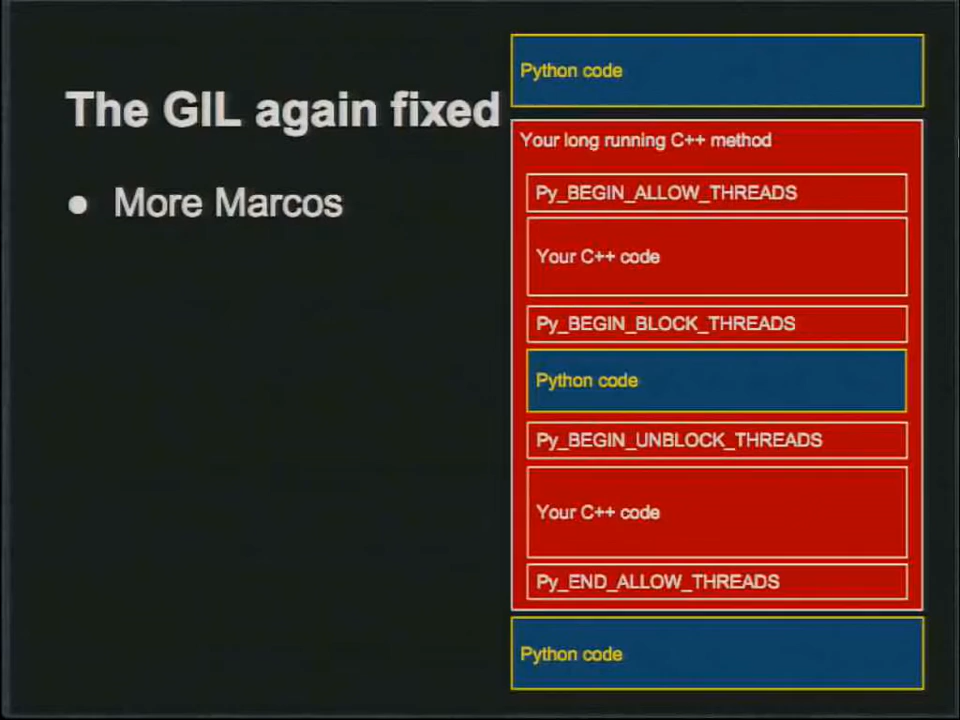 The GIL again fixed
More Marcos
Python code
Your long running C++ method
Py_BEGIN_ALLOW_THREADS
Your C++ code
Py_BEGIN_BLOCK_THREADS
Python code
Py_BEGIN_UNBLOCK_THREADS
Your C++ code
Py_END_ALLOW_THREADS
Python code